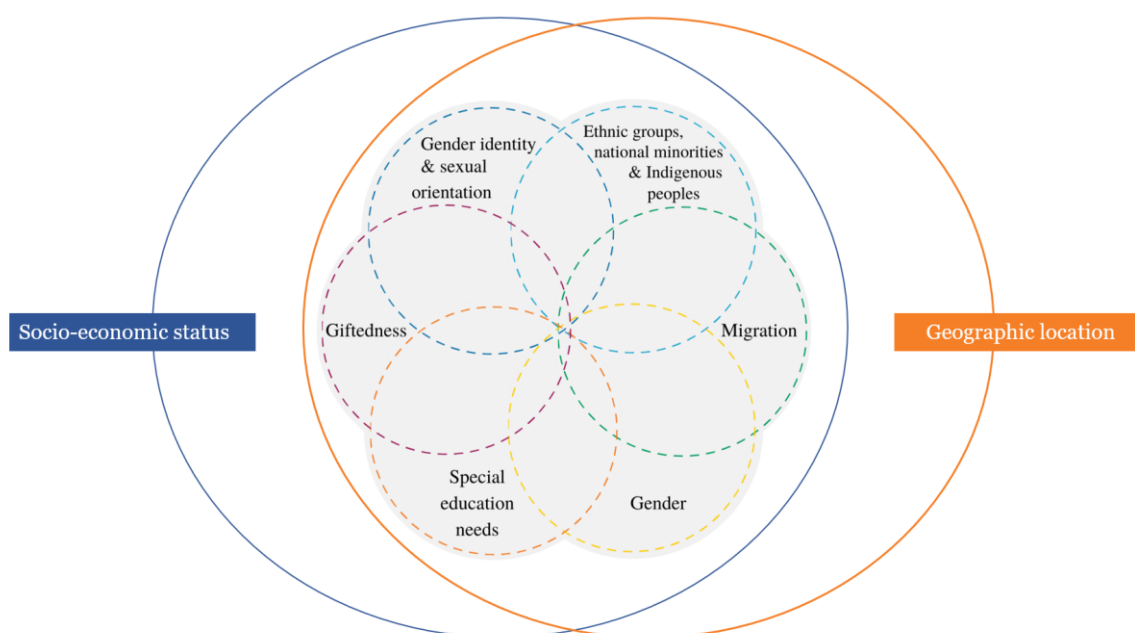 Gender identity
& sexual
orientation
Ethnic groups,
national minorities
& Indigenous
peoples
Socio-economic status
Giftedness
Migration
Geographic location
Special
education
needs
Gender